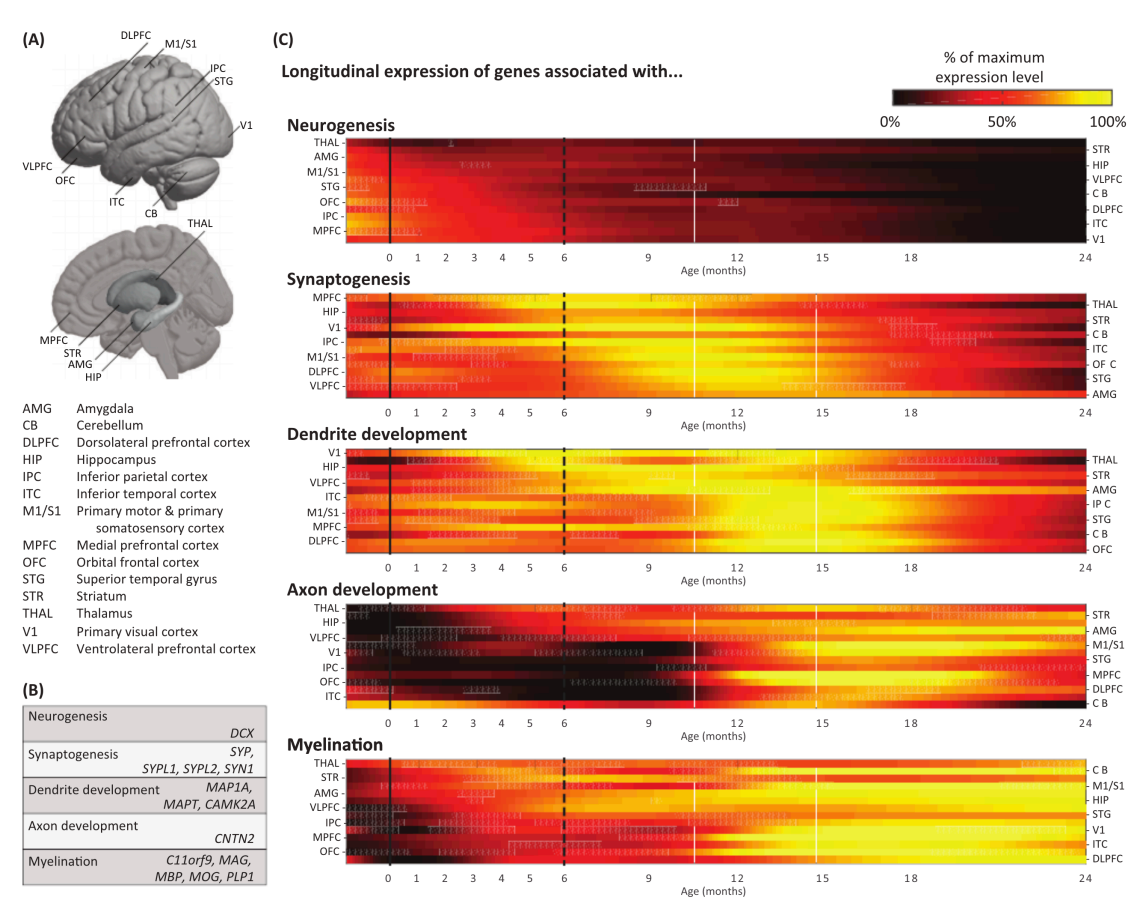 (A)
DLPFC
M1/S1
IPC
STG
V1
VLPFC
OFC
ITC
CB
THAL
MPFC
STR
AMG
HIP
AMG Amygdala
CB Cerebellum
DLPFC Dorsolateral prefrontal cortex
HIP Hippocampus
IPC Inferior parietal cortex
ITC Inferior temporal cortex
M1/S1 Primary motor & primary
somatosensory cortex
MPFC Medial prefrontal cortex
OFC Orbital frontal cortex
STG Superior temporal gyrus
STR Striatum
THAL Thalamus
V1 Primary visual cortex
VLPFC Ventrolateral prefrontal cortex
(B)
Neurogenesis
DCX
Synaptogenesis SYP,
SYPL1, SYPL2, SYN1
Dendrite development MAP1A,
MAPT, CAMK2A
Axon development
CNTN2
Myelination C11orf9, MAG,
MBP, MOG, PLP1
(C)
Longitudinal expression of genes associated with...
% of maximum
expression level
0% 50% 100%
Neurogenesis
THAL
STR
AMG
HIP
M1/S1
VLPFC
STG
C B
OFC
DLPFC
IPC
ITC
MPFC
V1
0 1 2 3 4 5 6 9 12 15 18 24
Age (months)
Synaptogenesis
MPFC
THAL
HIP
STR
V1
C B
IPC
ITC
M1/S1
OF C
DLPFC
STG
VLPFC
AMG
0 1 2 3 4 5 6 9 12 15 18 24
Age (months)
Dendrite development
V1
THAL
HIP
STR
VLPFC
AMG
ITC
IP C
M1/S1
STG
MPFC
C B
DLPFC
OFC
0 1 2 3 4 5 6 9 12 15 18 24
Age (months)
Axon development
THAL
STR
HIP
AMG
VLPFC
M1/S1
V1
STG
IPC
MPFC
OFC
DLPFC
ITC
C B
0 1 2 3 4 5 6 9 12 15 18 24
Age (months)
Myelination
THAL
C B
STR
M1/S1
AMG
HIP
VLPFC
STG
IPC
V1
MPFC
ITC
OFC
DLPFC
0 1 2 3 4 5 6 9 12 15 18 24
Age (months)